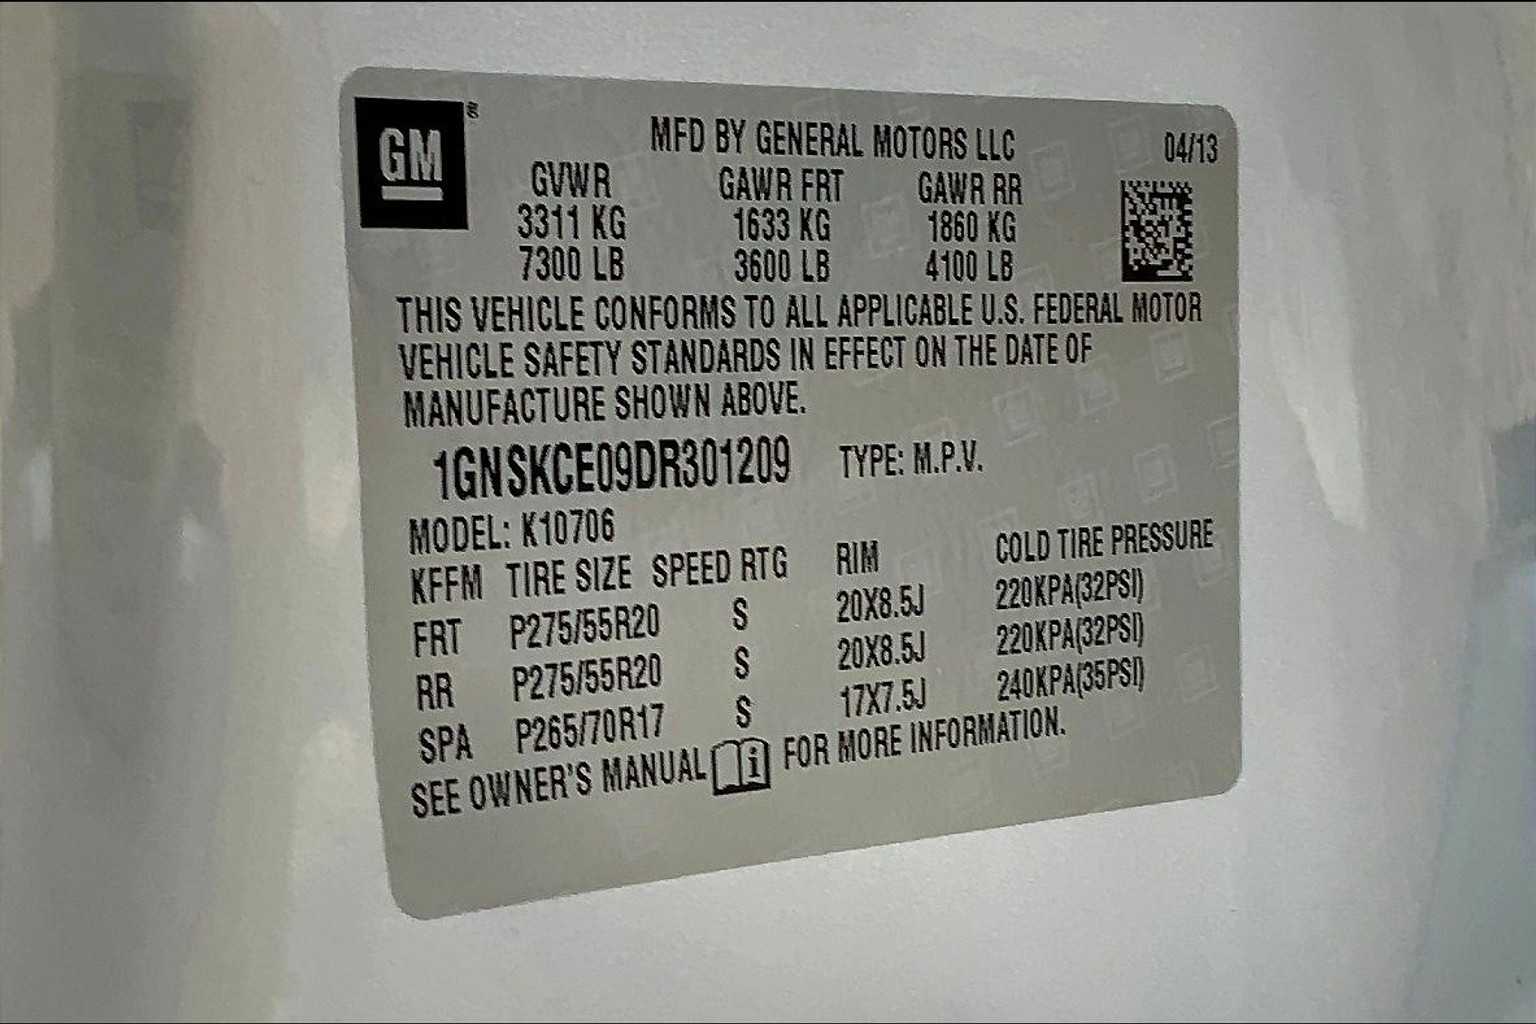 GM
MFD BY GENERAL MOTORS LLC 04/13
GVWR GAWR FRT GAWR RR
3311 KG 1633 KG 1860 KG
7300 LB 3600 LB 4100 LB
THIS VEHICLE CONFORMS TO ALL APPLICABLE U.S. FEDERAL MOTOR
VEHICLE SAFETY STANDARDS IN EFFECT ON THE DATE OF
MANUFACTURE SHOWN ABOVE.
1GNSKCE09DR301209 TYPE: M.P.V.
MODEL: K10706
KFFM TIRE SIZE SPEED RTG RIM COLD TIRE PRESSURE
FRT P275/55R20 S 20X8.5J 220KPA(32PSI)
RR P275/55R20 S 20X8.5J 220KPA(32PSI)
SPA P265/70R17 S 17X7.5J 240KPA(35PSI)
SEE OWNER'S MANUAL i FOR MORE INFORMATION.